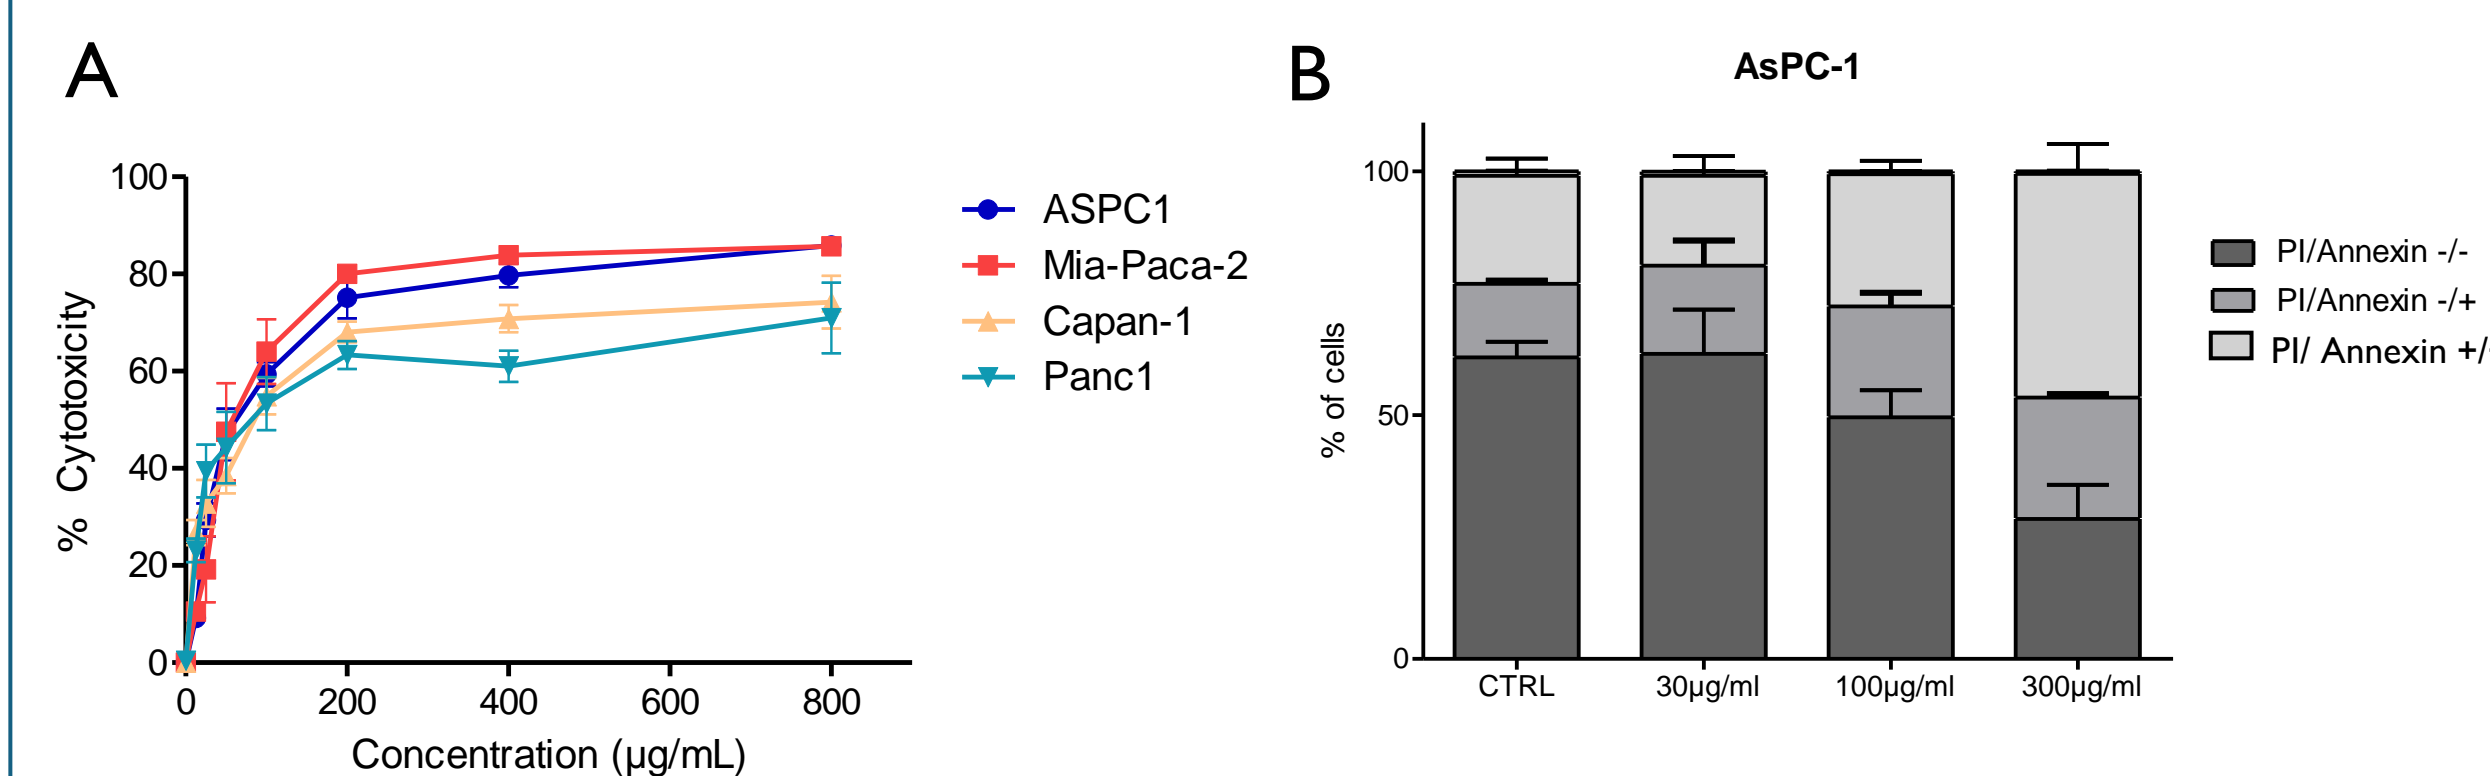 A
100
80
60
40
20
0
% Cytotoxicity
0 200 400 600 800
Concentration (µg/mL)
ASPC1
Mia-Paca-2
Capan-1
Panc1
B
AsPC-1
100
50
0
% of cells
CTRL 30µg/ml 100µg/ml 300µg/ml
PI/Annexin -/-
PI/Annexin -/+
PI/ Annexin +/